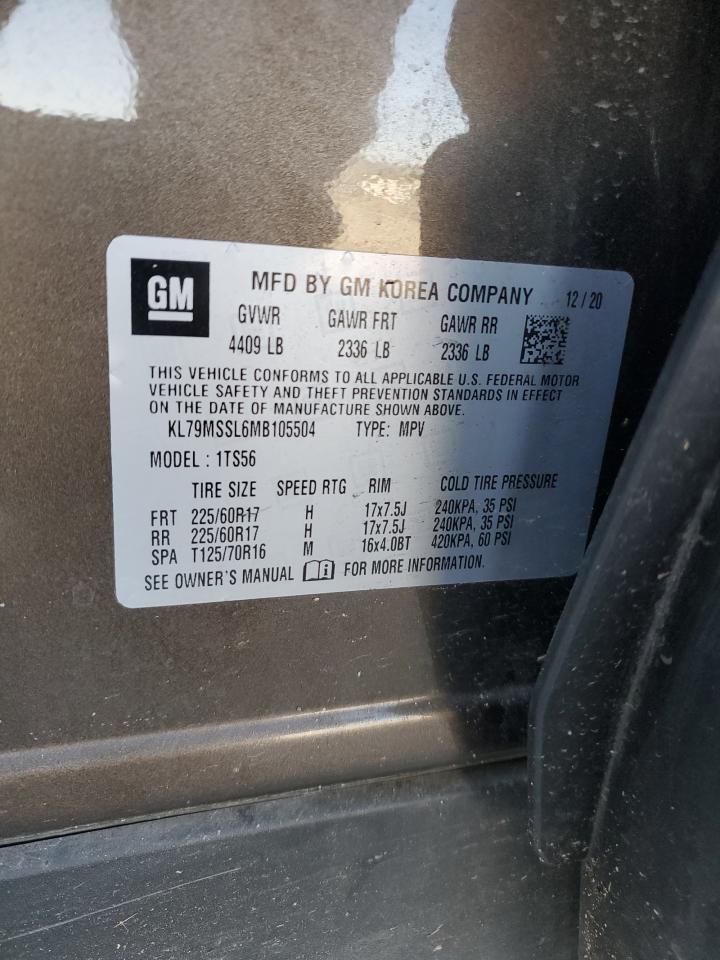 GM MFD BY GM KOREA COMPANY 12/20
GVWR GAWR FRT GAWR RR
4409 LB 2336 LB 2336 LB
THIS VEHICLE CONFORMS TO ALL APPLICABLE U.S. FEDERAL MOTOR
VEHICLE SAFETY AND THEFT PREVENTION STANDARDS IN EFFECT
ON THE DATE OF MANUFACTURE SHOWN ABOVE.
KL79MSSL6MB105504 TYPE: MPV
MODEL : 1TS56
TIRE SIZE SPEED RTG RIM COLD TIRE PRESSURE
FRT 225/60R17 H 17x7.5J 240KPA, 35 PSI
RR 225/60R17 H 17x7.5J 240KPA, 35 PSI
SPA T125/70R16 M 16x4.0BT 420KPA, 60 PSI
SEE OWNER'S MANUAL FOR MORE INFORMATION.